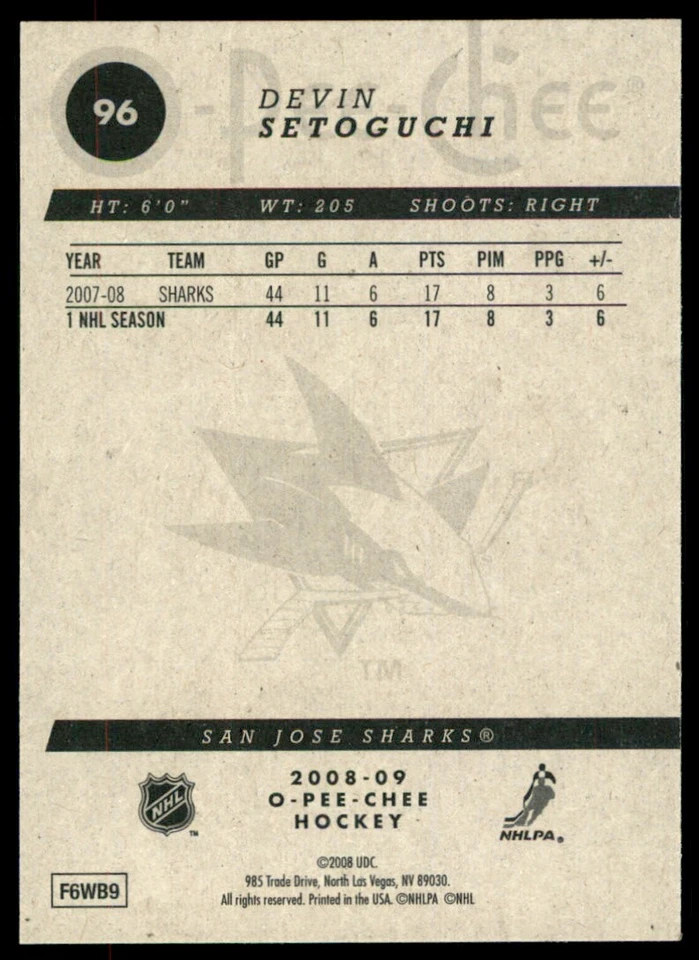 O-Pee-Chee®
96
DEVIN
SETOGUCHI
HT: 6'0" WT: 205 SHOOTS: RIGHT
YEAR TEAM GP G A PTS PIM PPG +/-
2007-08 SHARKS 44 11 6 17 8 3 6
1 NHL SEASON 44 11 6 17 8 3 6
TM
SAN JOSE SHARKS®
NHL TM
2008-09
O-PEE-CHEE
HOCKEY
NHLPA®
©2008 UDC.
985 Trade Drive, North Las Vegas, NV 89030.
All rights reserved. Printed in the USA. ©NHLPA ©NHL
F6WB9